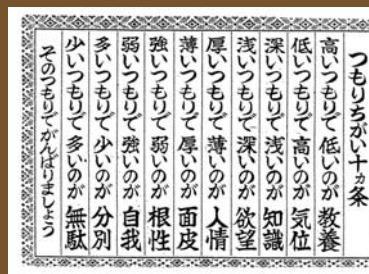 つもりちがい十ヵ条
高いつもりで 低いのが 教養
低いつもりで 高いのが 気位
深いつもりで 浅いのが 知識
浅いつもりで 深いのが 欲望
厚いつもりで 薄いのが 人情
薄いつもりで 厚いのが 面皮
強いつもりで 弱いのが 根性
弱いつもりで 強いのが 自我
多いつもりで 少いのが 分別
少いつもりで 多いのが 無駄
そのつもりでがんばりましょう